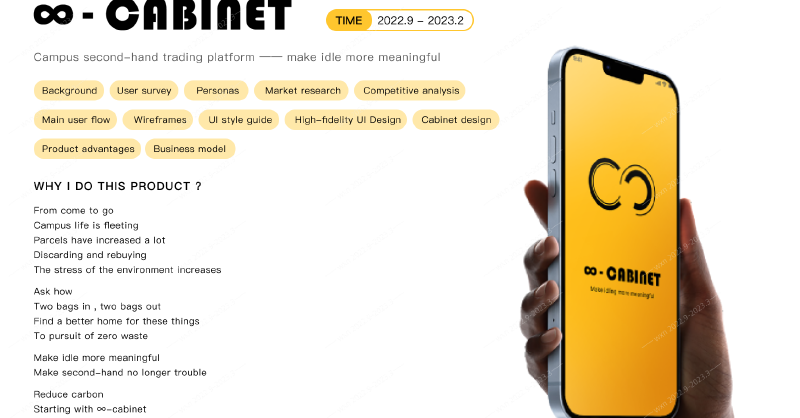 ∞-CABINET
TIME 2022.9 - 2023.2
Campus second-hand trading platform —— make idle more meaningful
Background User survey Personas Market research Competitive analysis
Main user flow Wireframes UI style guide High-fidelity UI Design Cabinet design
Product advantages Business model
WHY I DO THIS PRODUCT ?
From come to go
Campus life is fleeting
Parcels have increased a lot
Discarding and rebuying
The stress of the environment increases
Ask how
Two bags in , two bags out
Find a better home for these things
To pursuit of zero waste
Make idle more meaningful
Make second-hand no longer trouble
Reduce carbon
Starting with ∞-cabinet
∞-CABINET
Make idling more meaningful